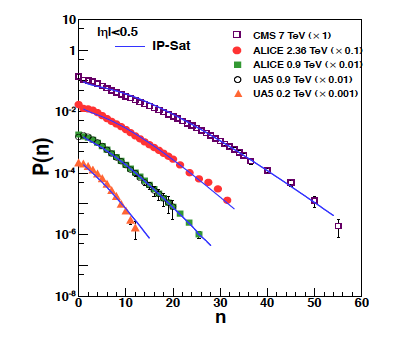 10
|η|<0.5
IP-Sat
CMS 7 TeV (×1)
ALICE 2.36 TeV (×0.1)
ALICE 0.9 TeV (×0.01)
UA5 0.9 TeV (×0.01)
UA5 0.2 TeV (×0.001)
1
10-2
10-4
10-6
10-8
P(n)
0 10 20 30 40 50 60
n